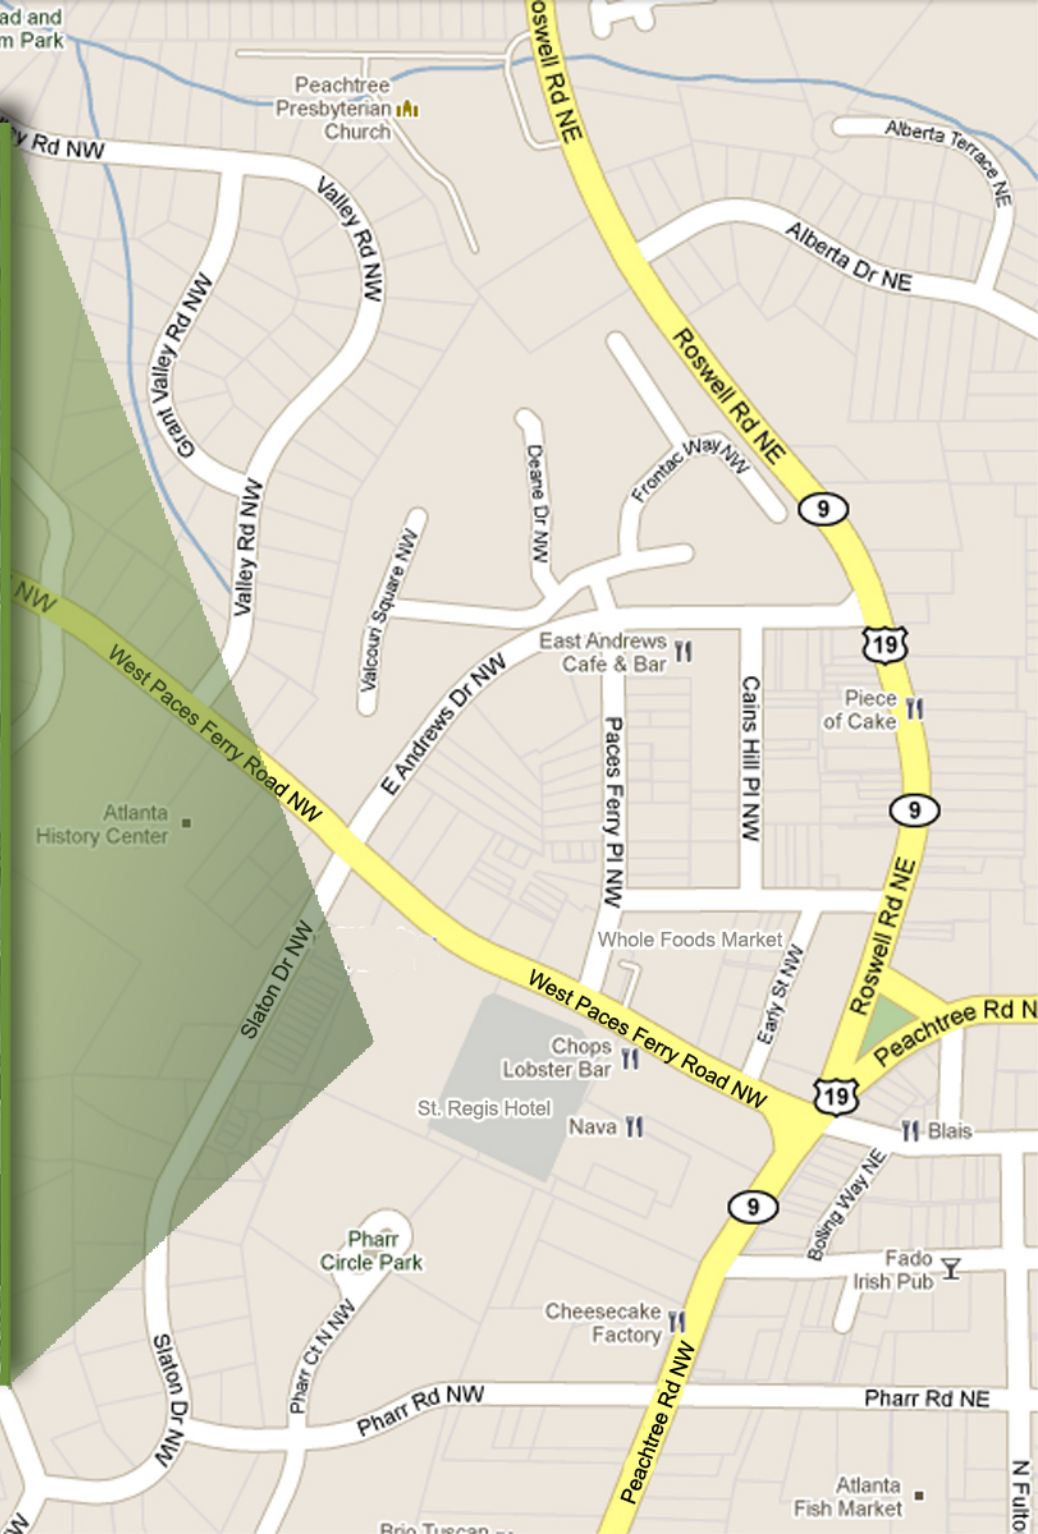 ad and
m Park
Roswell Rd NE
Peachtree
Presbyterian
Church
ey Rd NW
Valley Rd NW
Alberta Terrace NE
Alberta Dr NE
Grant Valley Rd NW
Roswell Rd NE
Deane Dr NW
Frontac Way NW
Valley Rd NW
9
Valcourt Square NW
NW
19
East Andrews
Cafe & Bar
West Paces Ferry Road NW
E Andrews Dr NW
Cains Hill Pl NW
Piece
of Cake
Paces Ferry Pl NW
Atlanta
History Center
9
Roswell Rd NE
Whole Foods Market
Slaton Dr NW
Early St NW
West Paces Ferry Road NW
Peachtree Rd N
Chops
Lobster Bar
St. Regis Hotel
19
Nava
Blais
9
Bolling Way NE
Pharr
Circle Park
Fado
Irish Pub
Cheesecake
Factory
Pharr Ct N NW
Slaton Dr NW
Pharr Rd NW
Peachtree Rd NW
Pharr Rd NE
Atlanta
Fish Market
N Fulto
W
Brio Tuscan